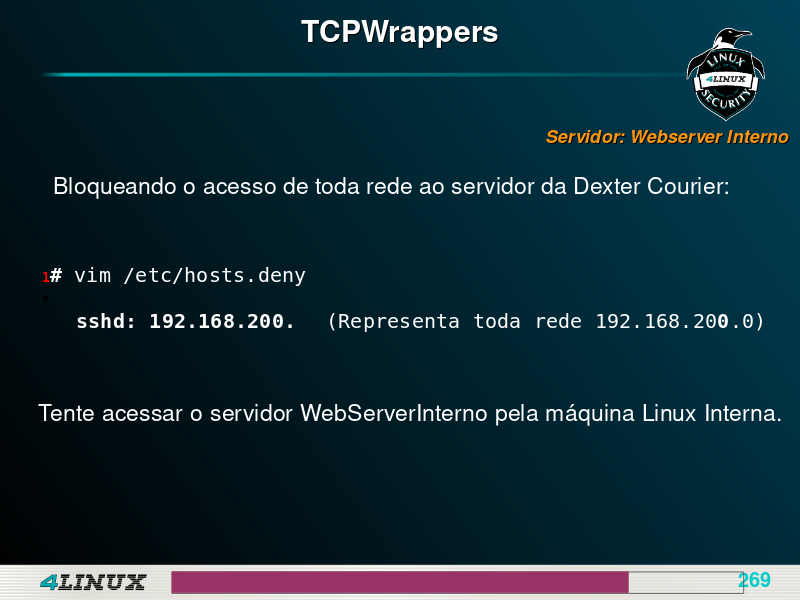 TCPWrappers
LINUX
4LINUX
SECURITY
Servidor: Webserver Interno
Bloqueando o acesso de toda rede ao servidor da Dexter Courier:
1# vim /etc/hosts.deny
sshd: 192.168.200. (Representa toda rede 192.168.200.0)
Tente acessar o servidor WebServerInterno pela máquina Linux Interna.
4LINUX
269